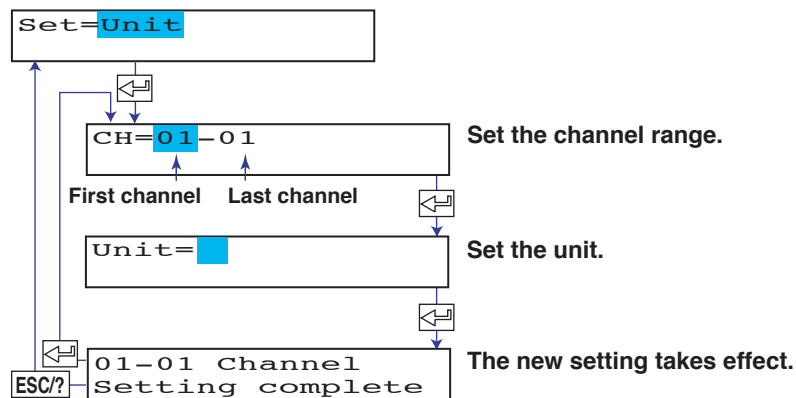 Set=Unit
CH=01-01 Set the channel range.
First channel Last channel
Unit= Set the unit.
01-01 Channel The new setting takes effect.
ESC/? Setting complete